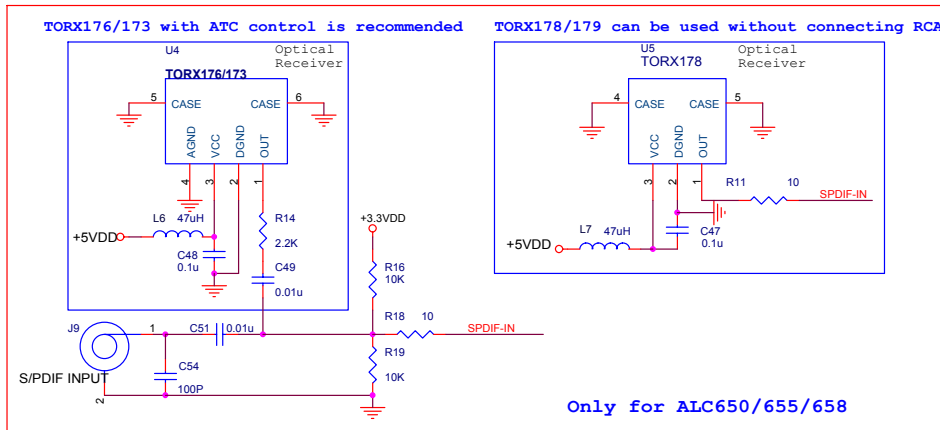 TORX176/173 with ATC control is recommended
U4
Optical
Receiver
TORX176/173
5
CASE
CASE
6
AGND
VCC
DGND
OUT
4
3
2
1
L6
47uH
+5VDD
C48
0.1u
R14
2.2K
C49
0.01u
+3.3VDD
R16
10K
R18
10
SPDIF-IN
R19
10K
J9
1
C51
0.01u
C54
100P
S/PDIF INPUT
2
TORX178/179 can be used without connecting RCA
U5
Optical
Receiver
TORX178
4
CASE
CASE
5
VCC
DGND
OUT
3
2
1
R11
10
SPDIF-IN
L7
47uH
+5VDD
C47
0.1u
Only for ALC650/655/658